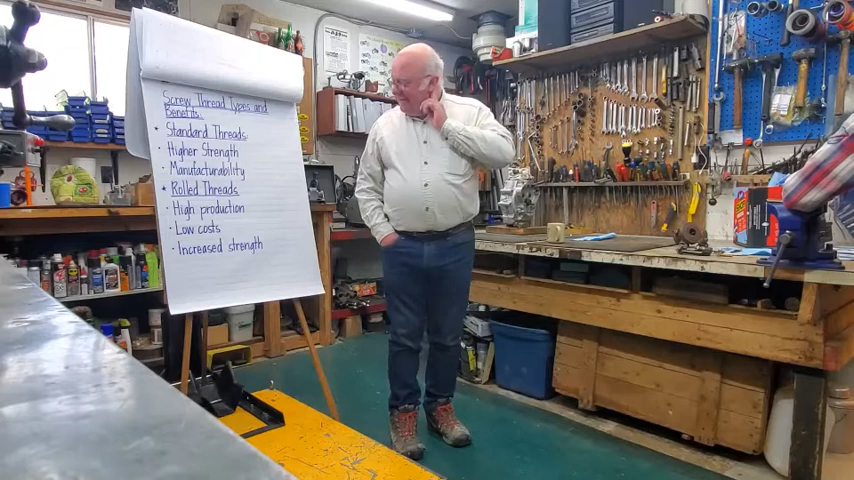 Screw Thread Types and
Benefits
Standard Threads
Higher Strength
Manufacturability
Rolled Threads
High production
Low costs
Increased strength